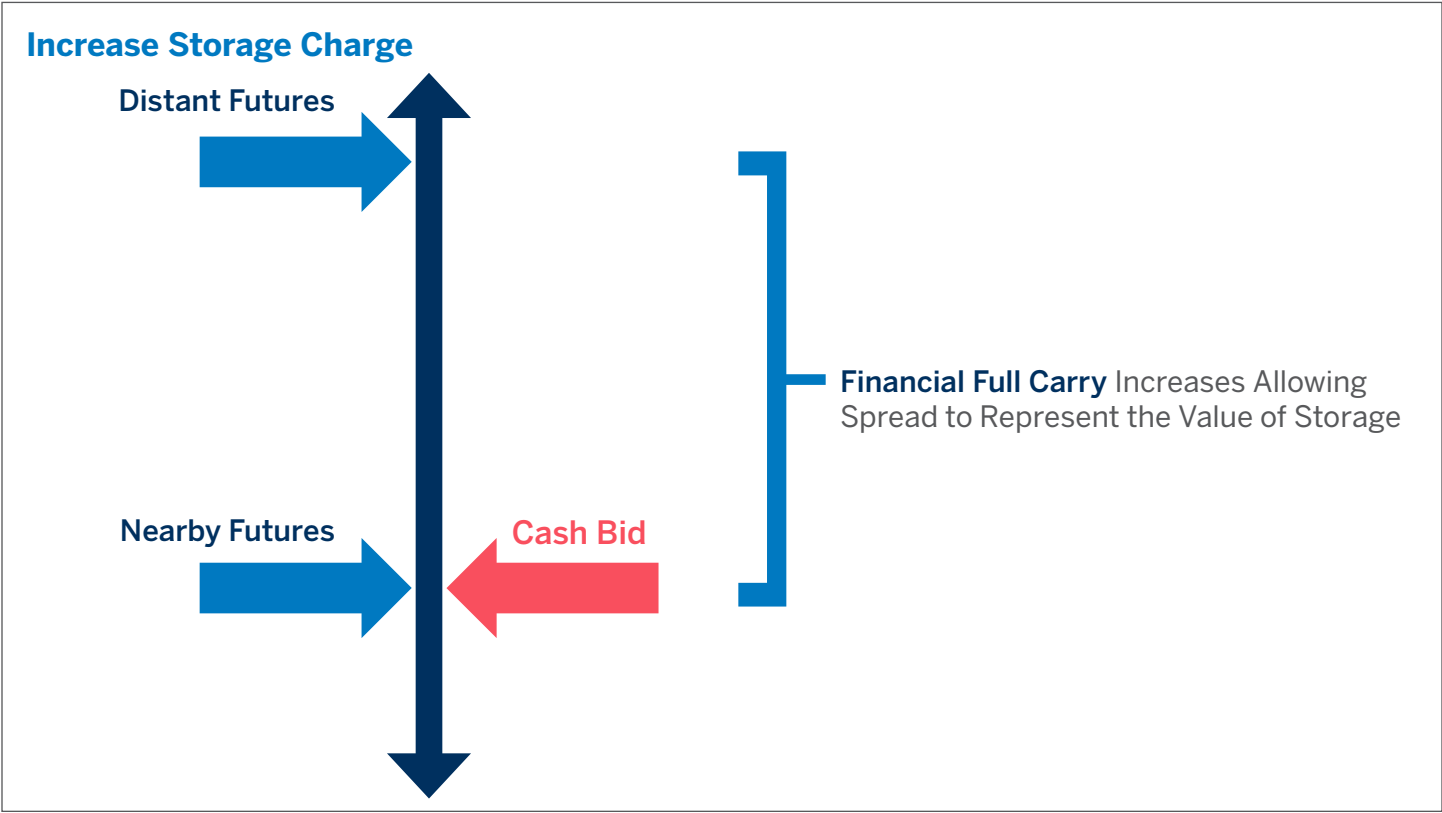 Increase Storage Charge
Distant Futures
Financial Full Carry Increases Allowing
Spread to Represent the Value of Storage
Nearby Futures
Cash Bid